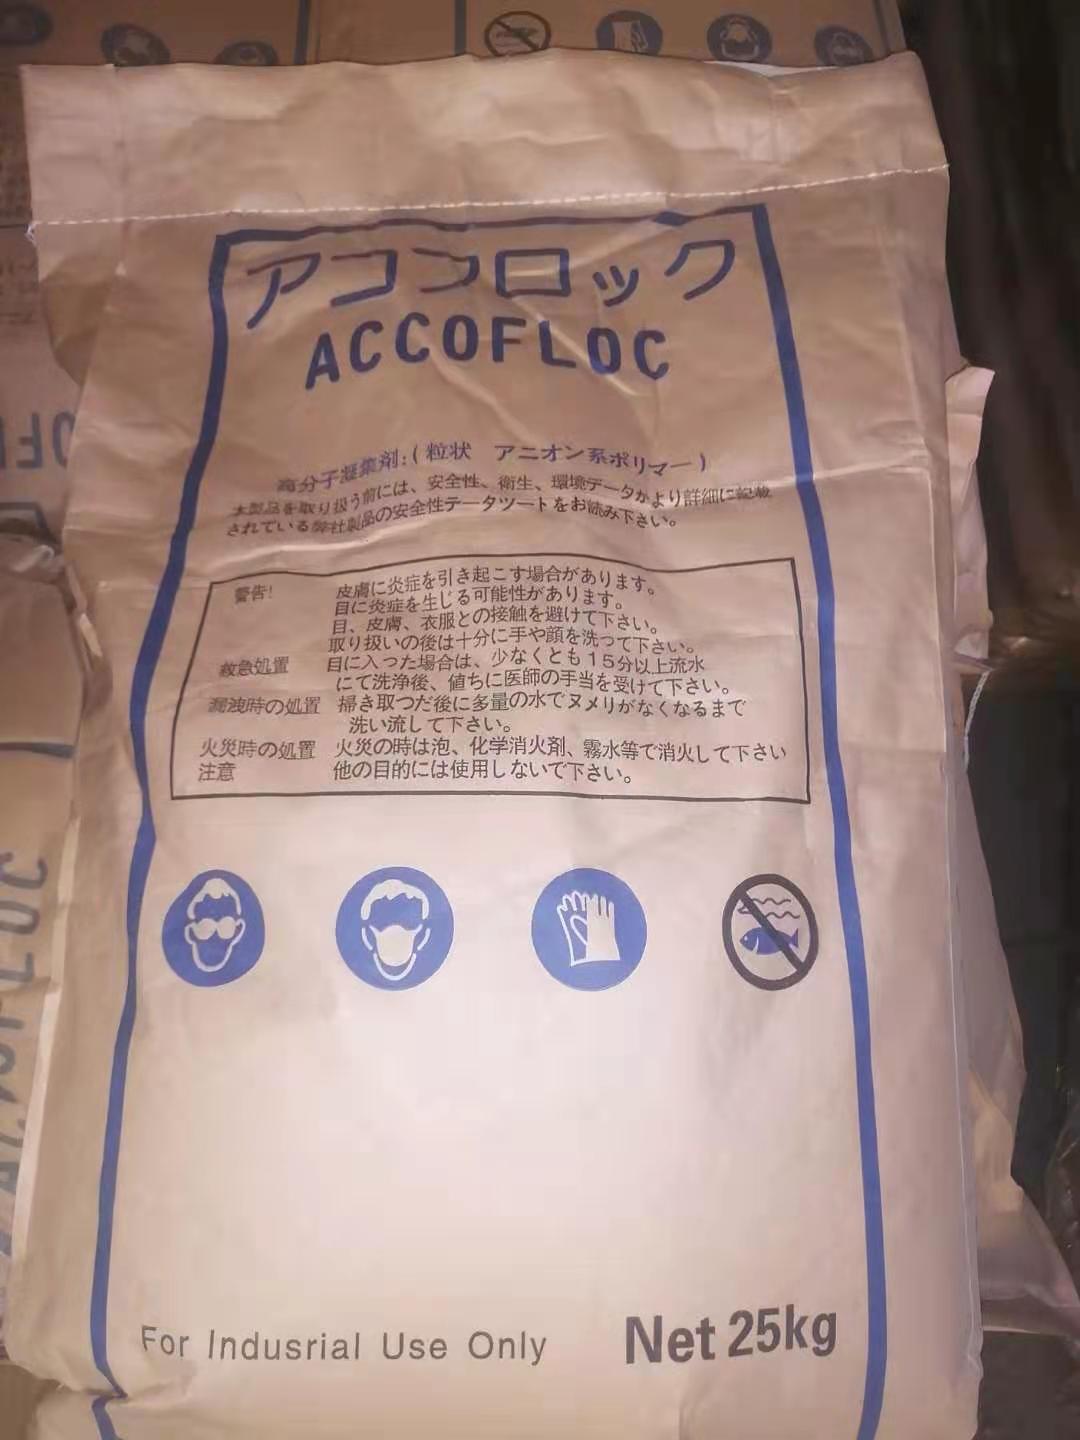 アコンロック
ACCOFLOC
高分子凝集剤:(粒状 アニオン系ポリマー)
本製品を取り扱う前には、安全性、衛生、環境データかより詳細に記載
されている弊社製品の安全性テータツートをお読み下さい。
警告! 皮膚に炎症を引き起こす場合があります。
目に炎症を生じる可能性があります。
目、皮膚、衣服との接触を避けて下さい。
取り扱いの後は十分に手や顔を洗って下さい。
救急処置 目に入った場合は、少なくとも15分以上流水
にて洗浄後、値ちに医師の手当を受けて下さい。
漏洩時の処置 掃き取つだ後に多量の水でヌメリがなくなるまで
洗い流して下さい。
火災時の処置 火災の時は泡、化学消火剤、霧水等で消火して下さい
注意 他の目的には使用しないで下さい。
For Indusrial Use Only Net 25kg
ACCOFLOC